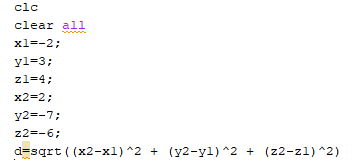 clc
clear all
x1=-2;
y1=3;
z1=4;
x2=2;
y2=-7;
z2=-6;
d=sqrt((x2-x1)^2 + (y2-y1)^2 + (z2-z1)^2)